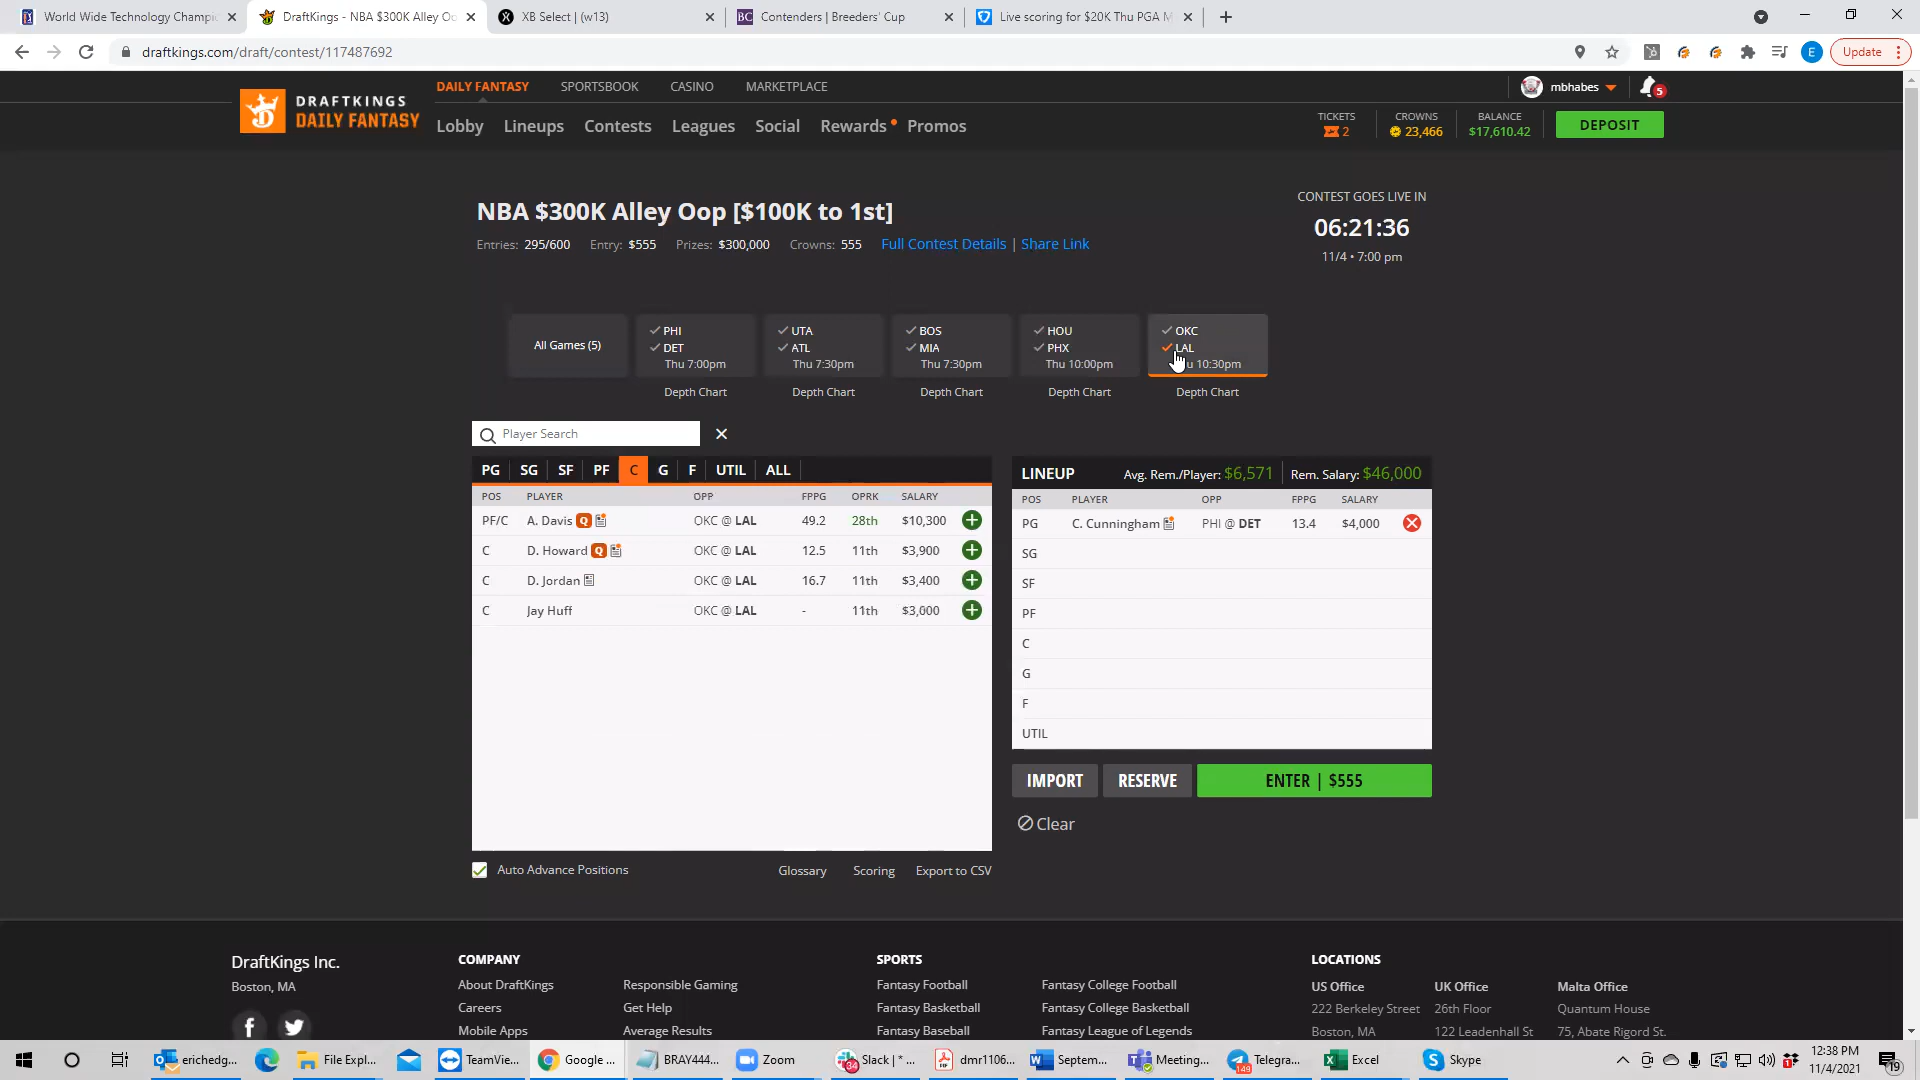 World Wide Technology Champi
DraftKings - NBA $300K Alley Oo
XB Select | (w13)
BC Contenders | Breeders' Cup
Live scoring for $20K Thu PGA M
draftkings.com/draft/contest/117487692
E
Update
DRAFTKINGS
DAILY FANTASY
DAILY FANTASY SPORTSBOOK CASINO MARKETPLACE
mbhabes 5
Lobby Lineups Contests Leagues Social Rewards Promos
TICKETS CROWNS BALANCE
2 23,466 $17,610.42
DEPOSIT
NBA $300K Alley Oop [$100K to 1st]
Entries: 295/600 Entry: $555 Prizes: $300,000 Crowns: 555 Full Contest Details | Share Link
CONTEST GOES LIVE IN
06:21:36
11/4 • 7:00 pm
All Games (5)
PHI
DET
Thu 7:00pm
Depth Chart
UTA
ATL
Thu 7:30pm
Depth Chart
BOS
MIA
Thu 7:30pm
Depth Chart
HOU
PHX
Thu 10:00pm
Depth Chart
OKC
LAL
u 10:30pm
Depth Chart
Player Search
PG SG SF PF C G F UTIL ALL
POS PLAYER OPP FPPG OPRK SALARY
PF/C A. Davis Q OKC @ LAL 49.2 28th $10,300
C D. Howard Q OKC @ LAL 12.5 11th $3,900
C D. Jordan OKC @ LAL 16.7 11th $3,400
C Jay Huff OKC @ LAL - 11th $3,000
Auto Advance Positions Glossary Scoring Export to CSV
LINEUP Avg. Rem./Player: $6,571 Rem. Salary: $46,000
POS PLAYER OPP FPPG SALARY
PG C. Cunningham PHI @ DET 13.4 $4,000
SG
SF
PF
C
G
F
UTIL
IMPORT RESERVE ENTER | $555
Clear
DraftKings Inc.
Boston, MA
COMPANY
About DraftKings Responsible Gaming
Careers Get Help
Mobile Apps Average Results
SPORTS
Fantasy Football Fantasy College Football
Fantasy Basketball Fantasy College Basketball
Fantasy Baseball Fantasy League of Legends
LOCATIONS
US Office UK Office Malta Office
222 Berkeley Street 26th Floor Quantum House
Boston, MA 122 Leadenhall St 75, Abate Rigord St.
erichedg... File Expl... TeamVie... Google ... BRAY444... Zoom Slack | * ... dmr1106... Septem... Meeting... Telegra... Excel Skype
34
149
12:38 PM
11/4/2021
19